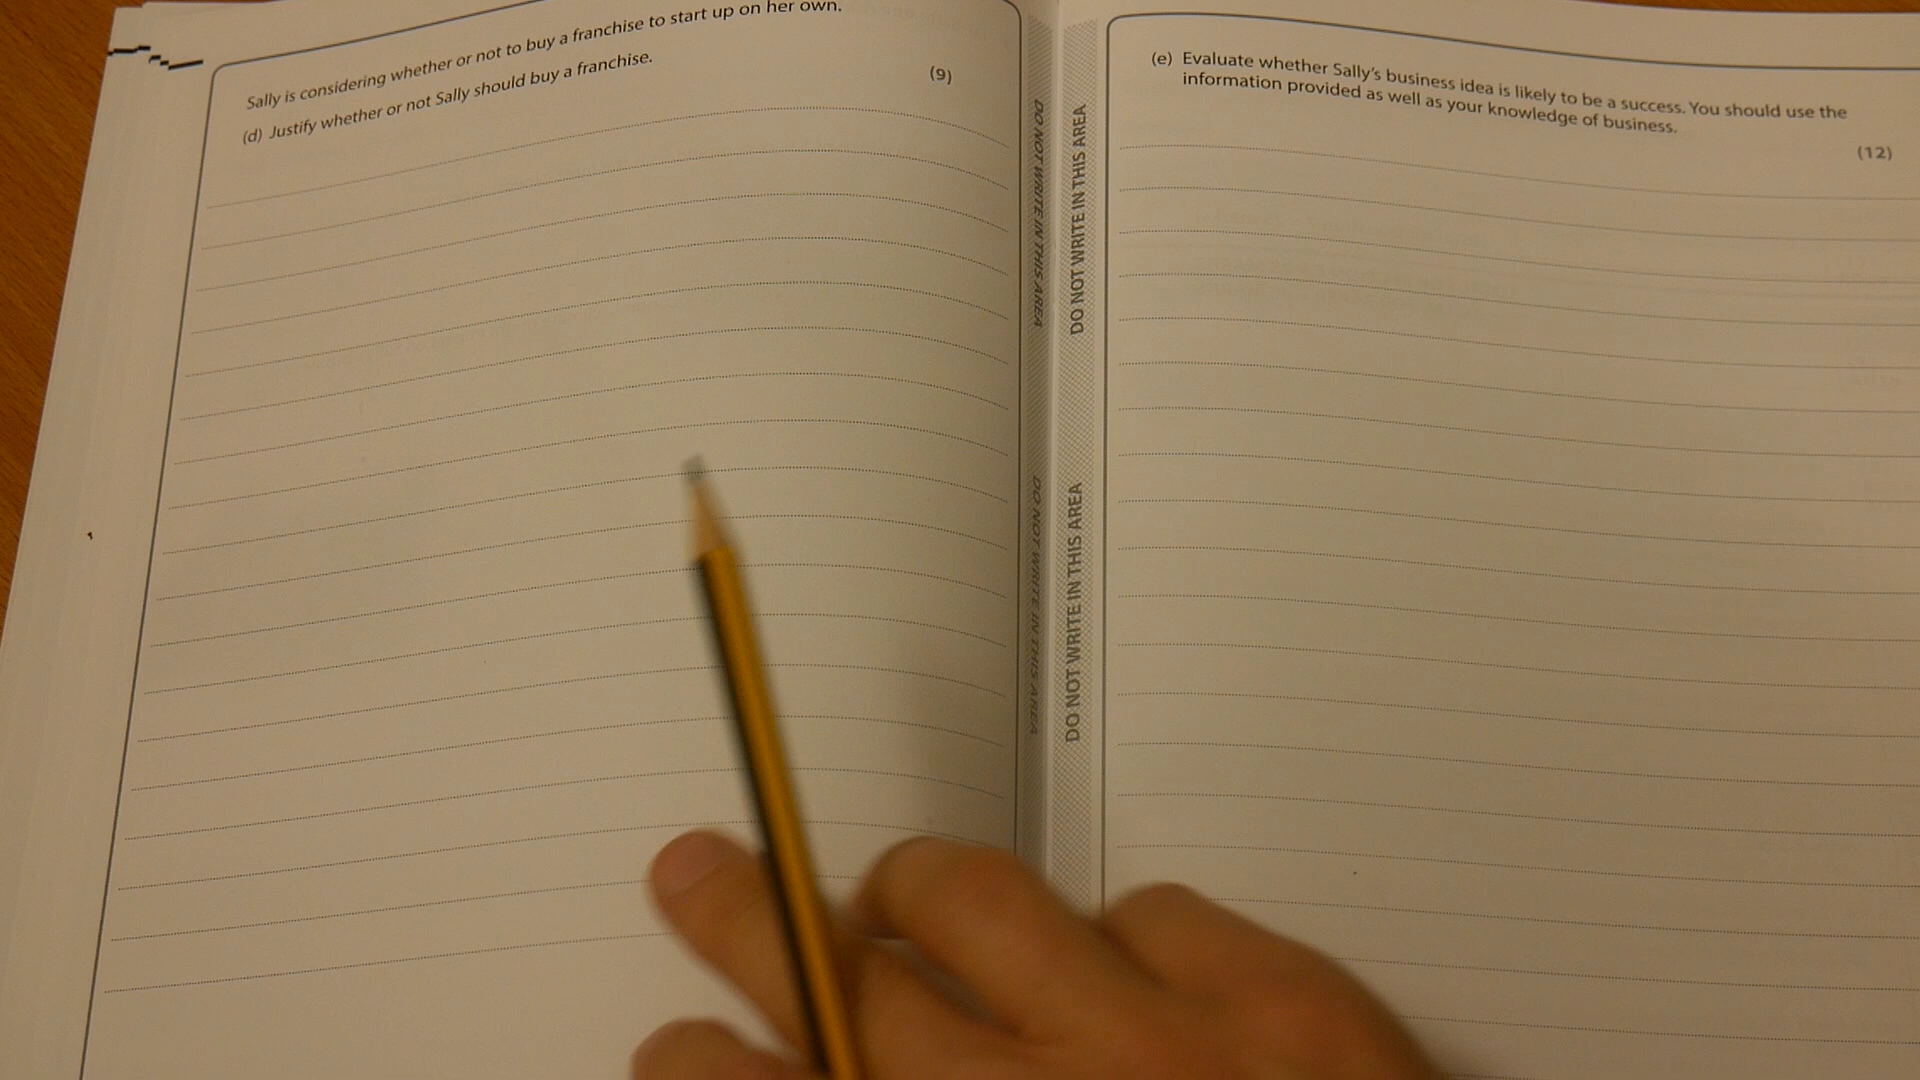 Sally is considering whether or not to buy a franchise to start up on her own.
(d) Justify whether or not Sally should buy a franchise.
(9)
DO NOT WRITE IN THIS AREA
DO NOT WRITE IN THIS AREA
DO NOT WRITE IN THIS AREA
DO NOT WRITE IN THIS AREA
(e) Evaluate whether Sally's business idea is likely to be a success. You should use the
information provided as well as your knowledge of business.
(12)